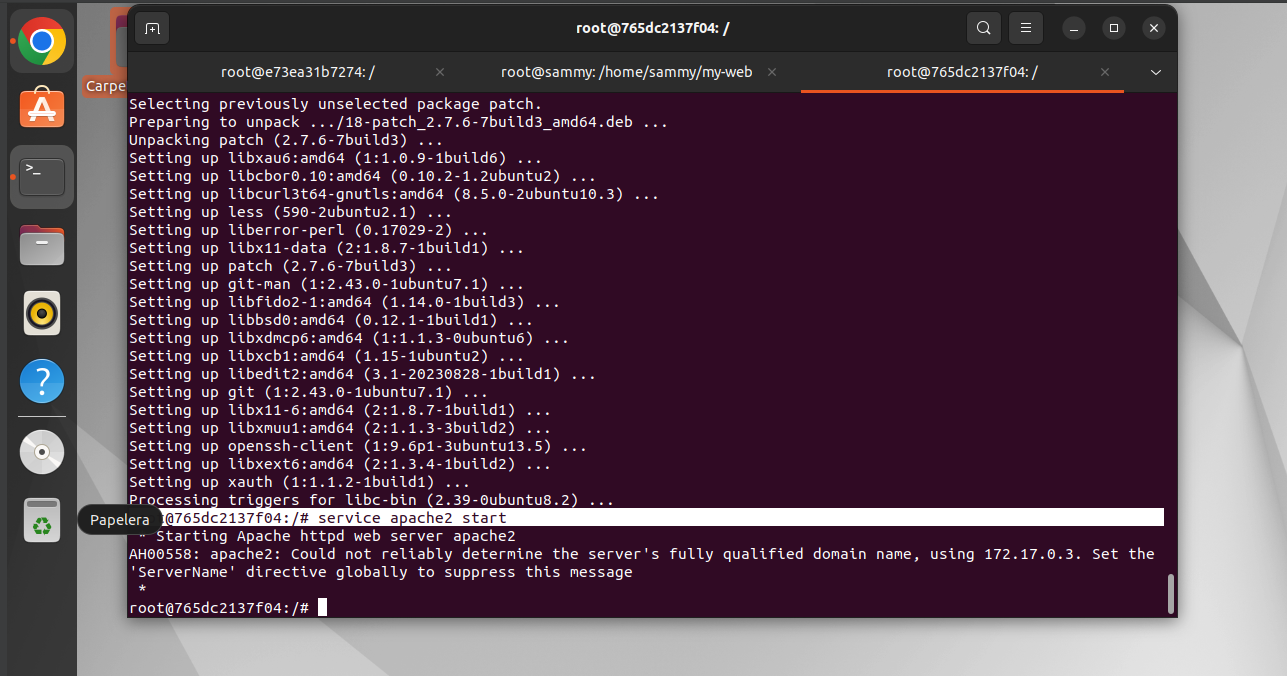 root@765dc2137f04: /
root@e73ea31b7274: /
root@sammy: /home/sammy/my-web
root@765dc2137f04: /
Carpe
Selecting previously unselected package patch.
Preparing to unpack .../18-patch_2.7.6-7build3_amd64.deb ...
Unpacking patch (2.7.6-7build3) ...
Setting up libxau6:amd64 (1:1.0.9-1build6) ...
Setting up libcbor0.10:amd64 (0.10.2-1.2ubuntu2) ...
Setting up libcurl3t64-gnutls:amd64 (8.5.0-2ubuntu10.3) ...
Setting up less (590-2ubuntu2.1) ...
Setting up liberror-perl (0.17029-2) ...
Setting up libx11-data (2:1.8.7-1build1) ...
Setting up patch (2.7.6-7build3) ...
Setting up git-man (1:2.43.0-1ubuntu7.1) ...
Setting up libfido2-1:amd64 (1.14.0-1build3) ...
Setting up libbsd0:amd64 (0.12.1-1build1) ...
Setting up libxdmcp6:amd64 (1:1.1.3-0ubuntu6) ...
Setting up libxcb1:amd64 (1.15-1ubuntu2) ...
Setting up libedit2:amd64 (3.1-20230828-1build1) ...
Setting up git (1:2.43.0-1ubuntu7.1) ...
Setting up libx11-6:amd64 (2:1.8.7-1build1) ...
Setting up libxmuu1:amd64 (2:1.1.3-3build2) ...
Setting up openssh-client (1:9.6p1-3ubuntu13.5) ...
Setting up libxext6:amd64 (2:1.3.4-1build2) ...
Setting up xauth (1:1.1.2-1build1) ...
Processing triggers for libc-bin (2.39-0ubuntu8.2) ...
Papelera
t@765dc2137f04:/# service apache2 start
* Starting Apache httpd web server apache2
AH00558: apache2: Could not reliably determine the server's fully qualified domain name, using 172.17.0.3. Set the
'ServerName' directive globally to suppress this message
*
root@765dc2137f04:/#